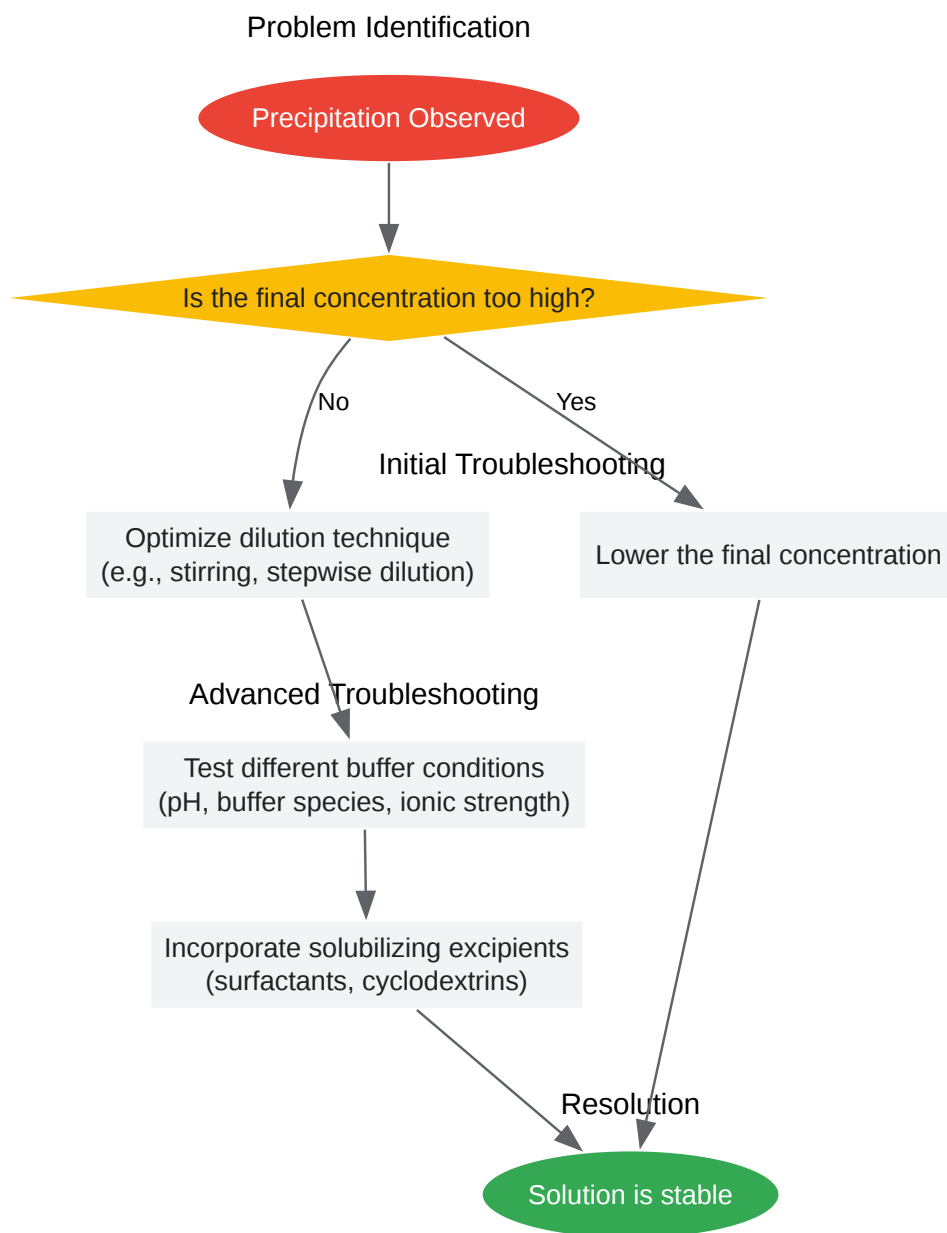 Problem Identification
Precipitation Observed
Is the final concentration too high?
No
Yes
Initial Troubleshooting
Optimize dilution technique
(e.g., stirring, stepwise dilution)
Lower the final concentration
Advanced Troubleshooting
Test different buffer conditions
(pH, buffer species, ionic strength)
Incorporate solubilizing excipients
(surfactants, cyclodextrins)
Resolution
Solution is stable